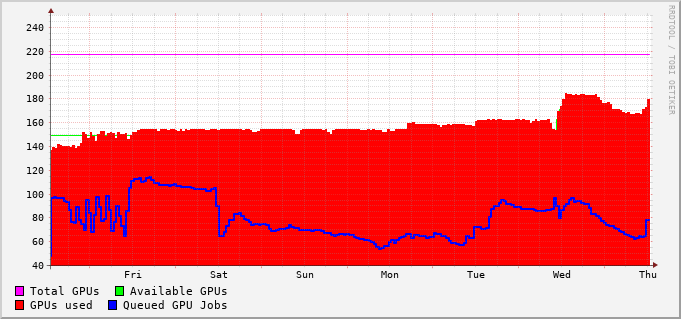 RRDTOOL / TOBI OETIKER
240
220
200
180
160
140
120
100
80
60
40
Fri Sat Sun Mon Tue Wed Thu
Total GPUs Available GPUs
GPUs used Queued GPU Jobs